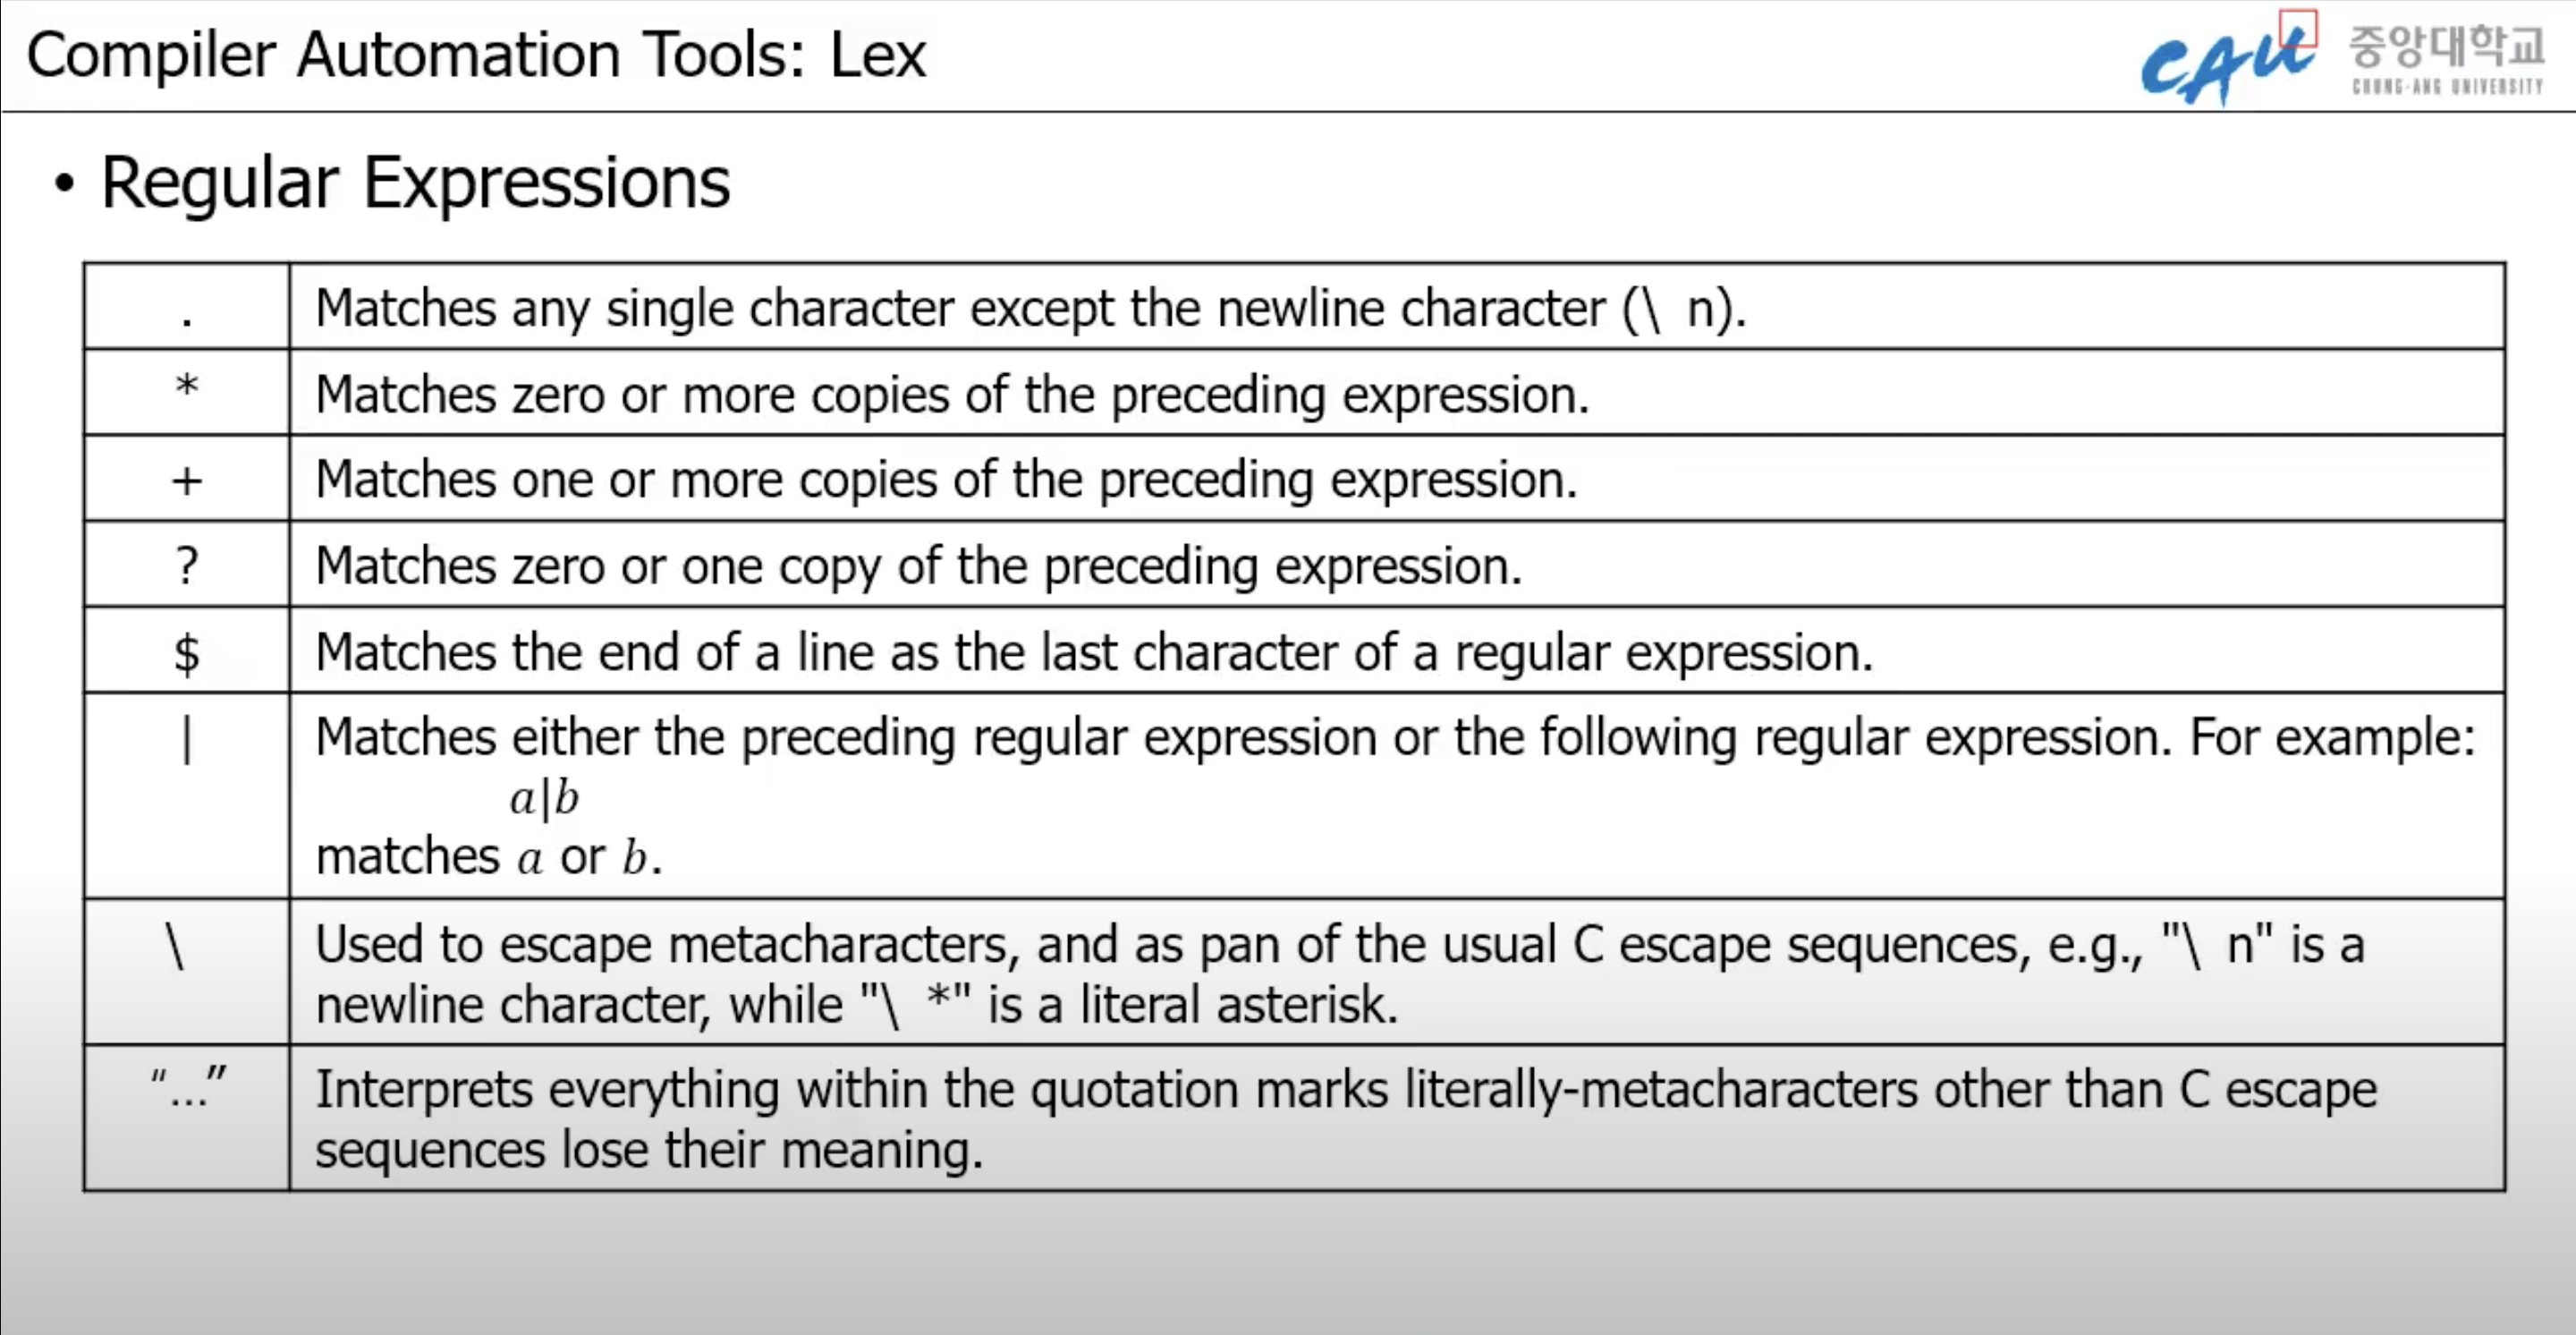 Compiler Automation Tools: Lex
CAU 중앙대학교
CHUNG-ANG UNIVERSITY
• Regular Expressions
. Matches any single character except the newline character (\ n).
* Matches zero or more copies of the preceding expression.
+ Matches one or more copies of the preceding expression.
? Matches zero or one copy of the preceding expression.
$ Matches the end of a line as the last character of a regular expression.
| Matches either the preceding regular expression or the following regular expression. For example:
a|b
matches a or b.
\ Used to escape metacharacters, and as pan of the usual C escape sequences, e.g., "\ n" is a
newline character, while "\ *" is a literal asterisk.
“…” Interprets everything within the quotation marks literally-metacharacters other than C escape
sequences lose their meaning.